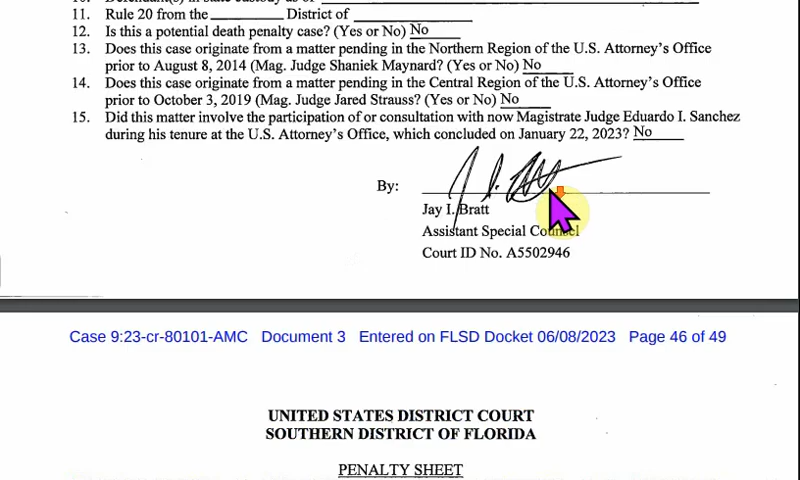 11. Rule 20 from the __________ District of ______________
12. Is this a potential death penalty case? (Yes or No) No
13. Does this case originate from a matter pending in the Northern Region of the U.S. Attorney's Office
prior to August 8, 2014 (Mag. Judge Shaniek Maynard? (Yes or No) No
14. Does this case originate from a matter pending in the Central Region of the U.S. Attorney's Office
prior to October 3, 2019 (Mag. Judge Jared Strauss? (Yes or No) No
15. Did this matter involve the participation of or consultation with now Magistrate Judge Eduardo I. Sanchez
during his tenure at the U.S. Attorney's Office, which concluded on January 22, 2023? No
By:
Jay I. Bratt
Assistant Special Counsel
Court ID No. A5502946
Case 9:23-cr-80101-AMC Document 3 Entered on FLSD Docket 06/08/2023 Page 46 of 49
UNITED STATES DISTRICT COURT
SOUTHERN DISTRICT OF FLORIDA
PENALTY SHEET